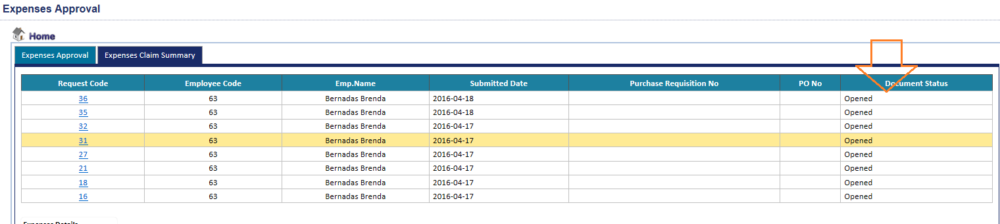 Expenses Approval
Home
Expenses Approval Expenses Claim Summary
Request Code Employee Code Emp.Name Submitted Date Purchase Requisition No PO No Document Status
36 63 Bernadas Brenda 2016-04-18 Opened
35 63 Bernadas Brenda 2016-04-18 Opened
32 63 Bernadas Brenda 2016-04-17 Opened
31 63 Bernadas Brenda 2016-04-17 Opened
27 63 Bernadas Brenda 2016-04-17 Opened
21 63 Bernadas Brenda 2016-04-17 Opened
18 63 Bernadas Brenda 2016-04-17 Opened
16 63 Bernadas Brenda 2016-04-17 Opened
Expenses Details